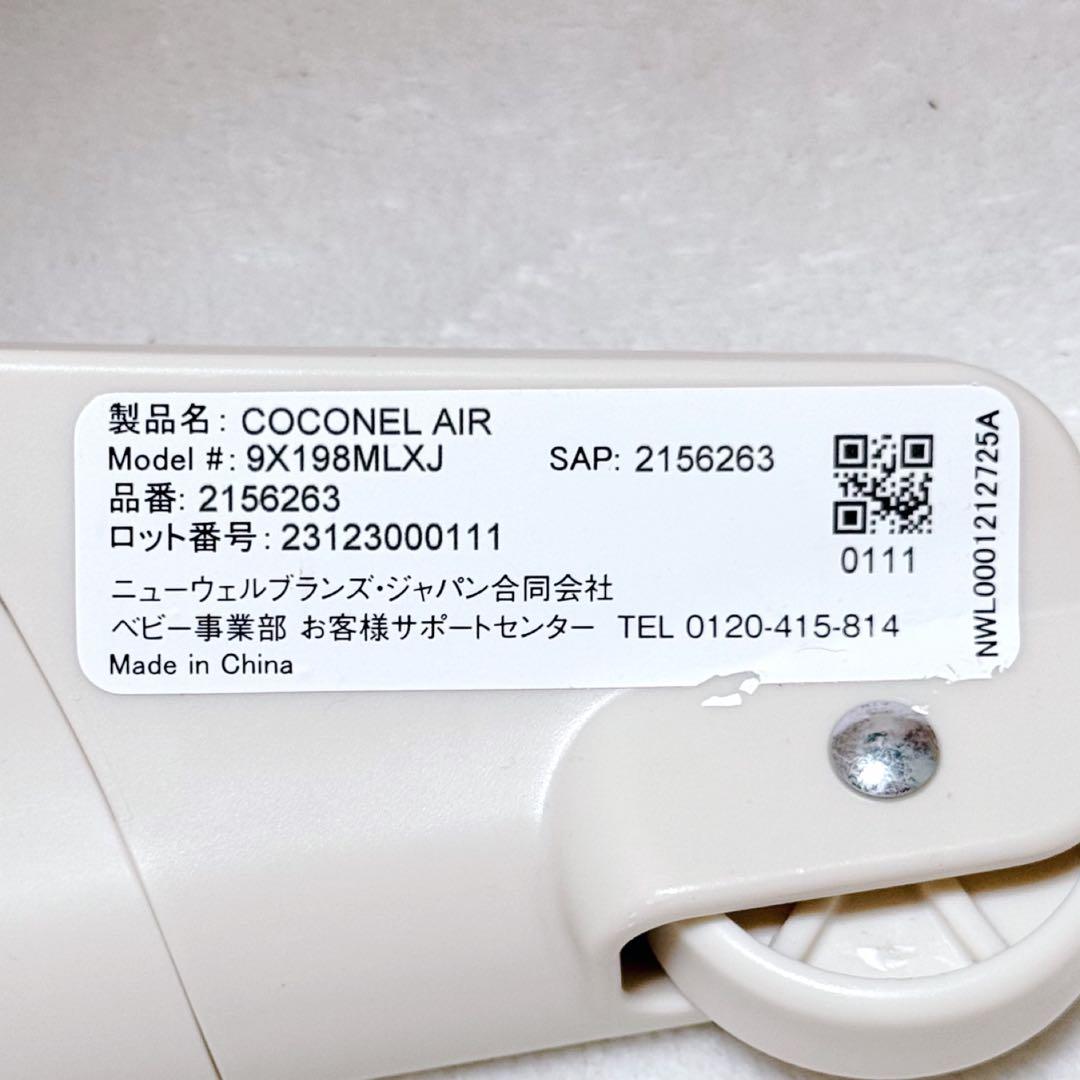 製品名: COCONEL AIR
Model #: 9X198MLXJ SAP: 2156263
品番: 2156263
ロット番号: 23123000111
ニューウェルブランズ・ジャパン合同会社
ベビー事業部 お客様サポートセンター TEL 0120-415-814
Made in China
0111
NWL0001212725A